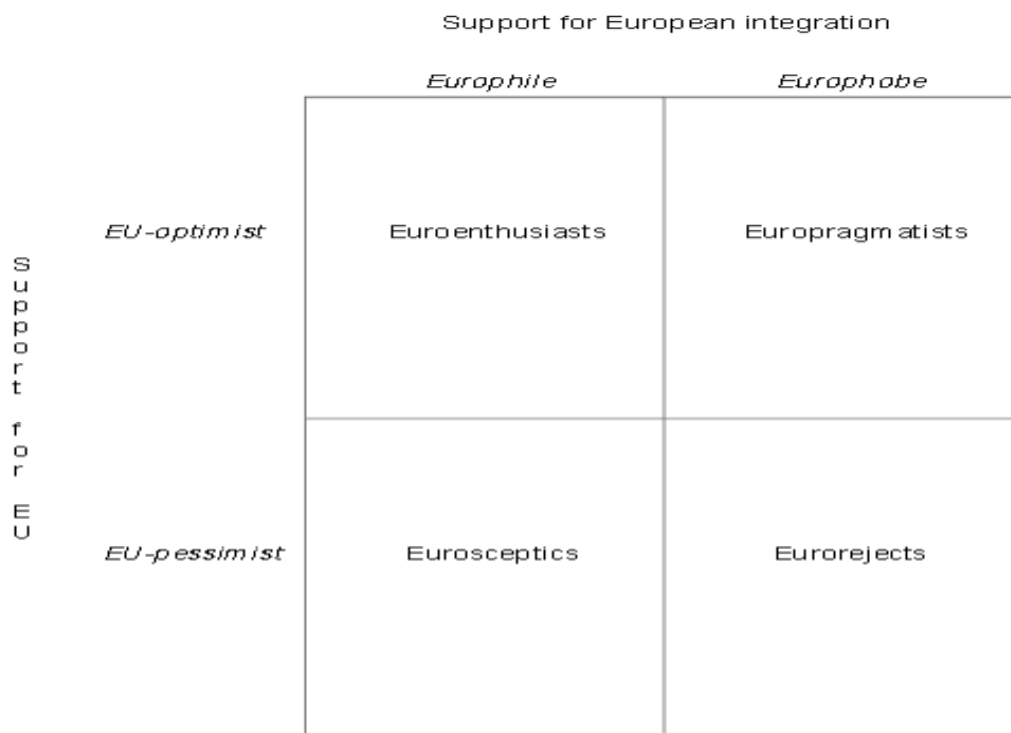 Support for European integration
Europhile Europhobe
EU-optimist Euroenthusiasts Europragmatists
Support for EU
EU-pessimist Eurosceptics Eurorejects